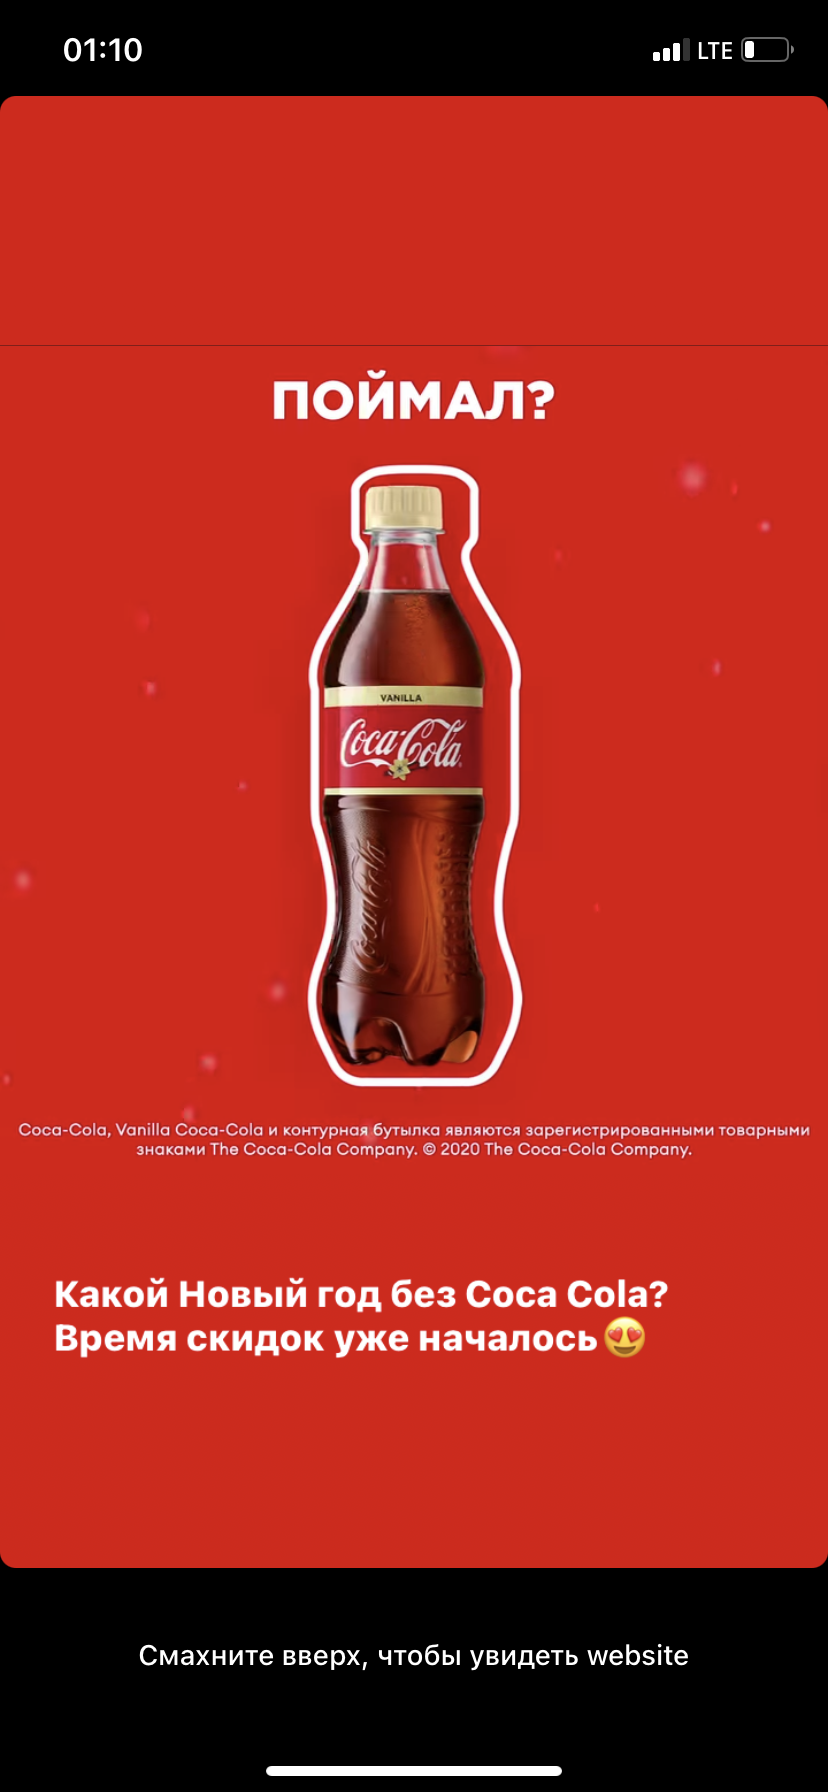 01:10
LTE
ПОЙМАЛ?
VANILLA
Coca-Cola
Coca-Cola
Coca-Cola, Vanilla Coca-Cola и контурная бутылка являются зарегистрированными товарными
знаками The Coca-Cola Company. © 2020 The Coca-Cola Company.
Какой Новый год без Coca Cola?
Время скидок уже началось😍
Смахните вверх, чтобы увидеть website